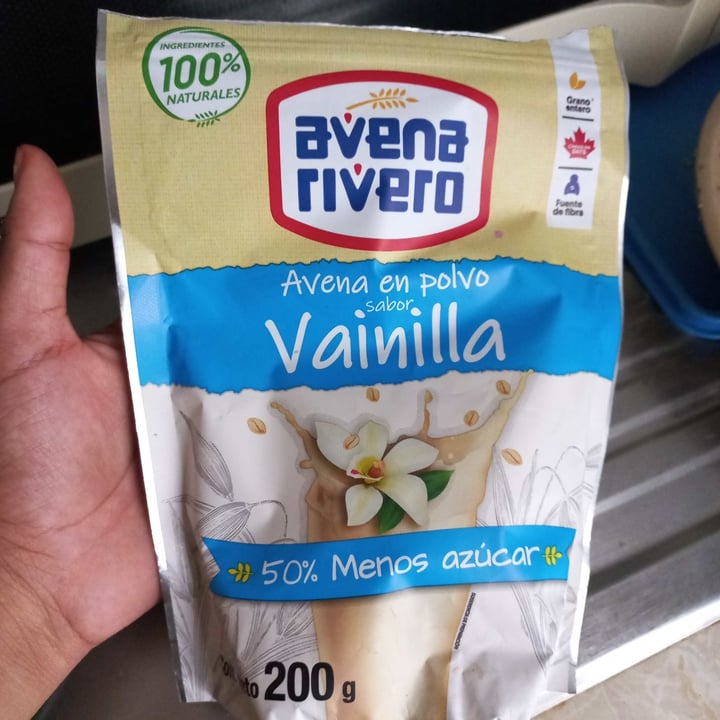 INGREDIENTES
100%
NATURALES
avena
rivero
Grano
entero
Fuente
de fibra
Avena en polvo
sabor
Vainilla
50% Menos azúcar
200 g